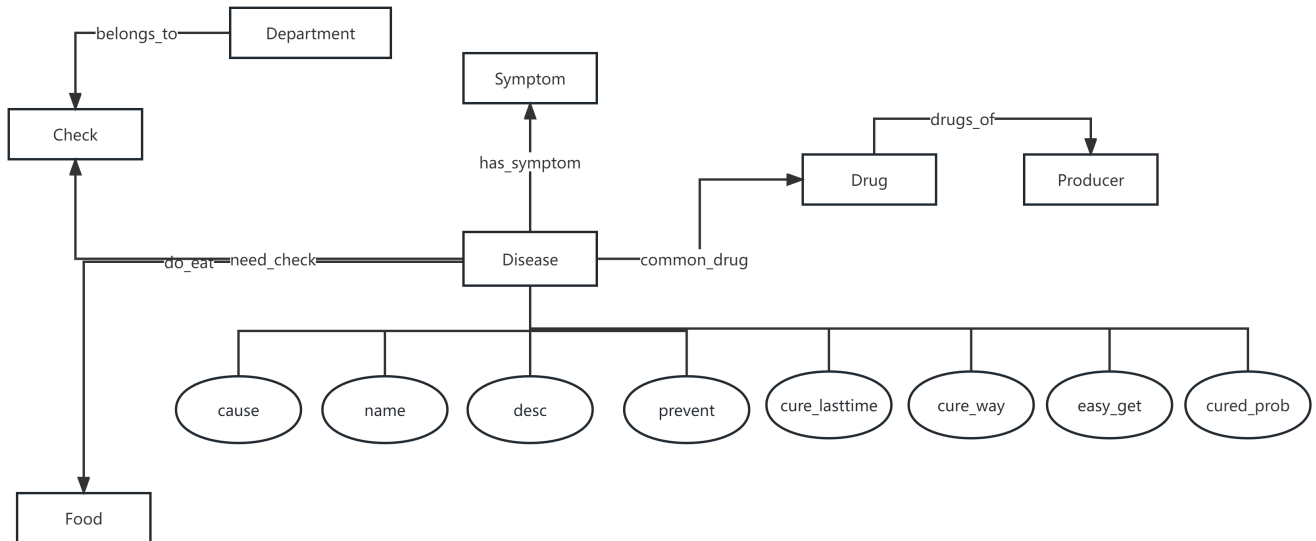 belongs_to
Department
Symptom
Check
drugs_of
has_symptom
Drug
Producer
do_eat
need_check
Disease
common_drug
cause
name
desc
prevent
cure_lasttime
cure_way
easy_get
cured_prob
Food